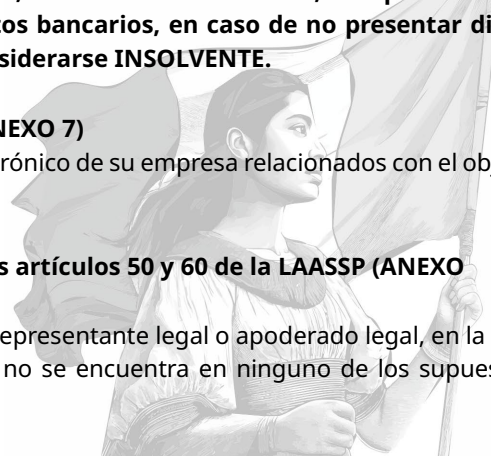 tos bancarios, en caso de no presentar di
siderarse INSOLVENTE.
NEXO 7)
rónico de su empresa relacionados con el obj
s artículos 50 y 60 de la LAASSP (ANEXO
epresentante legal o apoderado legal, en la
no se encuentra en ninguno de los supues